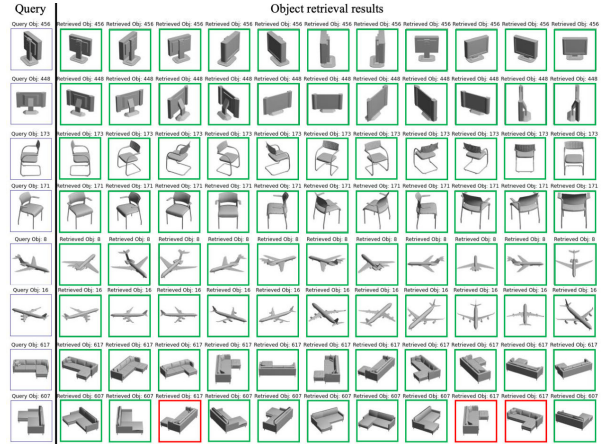 Query Object retrieval results
Query Obj: 456 Retrieved Obj: 456 Retrieved Obj: 456 Retrieved Obj: 456 Retrieved Obj: 456 Retrieved Obj: 456 Retrieved Obj: 456 Retrieved Obj: 456 Retrieved Obj: 456 Retrieved Obj: 456 Retrieved Obj: 456 Retrieved Obj: 456
Query Obj: 448 Retrieved Obj: 448 Retrieved Obj: 448 Retrieved Obj: 448 Retrieved Obj: 448 Retrieved Obj: 448 Retrieved Obj: 448 Retrieved Obj: 448 Retrieved Obj: 448 Retrieved Obj: 448 Retrieved Obj: 448 Retrieved Obj: 448
Query Obj: 173 Retrieved Obj: 173 Retrieved Obj: 173 Retrieved Obj: 173 Retrieved Obj: 173 Retrieved Obj: 173 Retrieved Obj: 173 Retrieved Obj: 173 Retrieved Obj: 173 Retrieved Obj: 173 Retrieved Obj: 173 Retrieved Obj: 173
Query Obj: 171 Retrieved Obj: 171 Retrieved Obj: 171 Retrieved Obj: 171 Retrieved Obj: 171 Retrieved Obj: 171 Retrieved Obj: 171 Retrieved Obj: 171 Retrieved Obj: 171 Retrieved Obj: 171 Retrieved Obj: 171 Retrieved Obj: 171
Query Obj: 8 Retrieved Obj: 8 Retrieved Obj: 8 Retrieved Obj: 8 Retrieved Obj: 8 Retrieved Obj: 8 Retrieved Obj: 8 Retrieved Obj: 8 Retrieved Obj: 8 Retrieved Obj: 8 Retrieved Obj: 8 Retrieved Obj: 8
Query Obj: 16 Retrieved Obj: 16 Retrieved Obj: 16 Retrieved Obj: 16 Retrieved Obj: 16 Retrieved Obj: 16 Retrieved Obj: 16 Retrieved Obj: 16 Retrieved Obj: 16 Retrieved Obj: 16 Retrieved Obj: 16 Retrieved Obj: 16
Query Obj: 617 Retrieved Obj: 617 Retrieved Obj: 617 Retrieved Obj: 617 Retrieved Obj: 617 Retrieved Obj: 617 Retrieved Obj: 617 Retrieved Obj: 617 Retrieved Obj: 617 Retrieved Obj: 617 Retrieved Obj: 617 Retrieved Obj: 617
Query Obj: 607 Retrieved Obj: 607 Retrieved Obj: 607 Retrieved Obj: 617 Retrieved Obj: 607 Retrieved Obj: 607 Retrieved Obj: 607 Retrieved Obj: 607 Retrieved Obj: 607 Retrieved Obj: 617 Retrieved Obj: 607 Retrieved Obj: 607